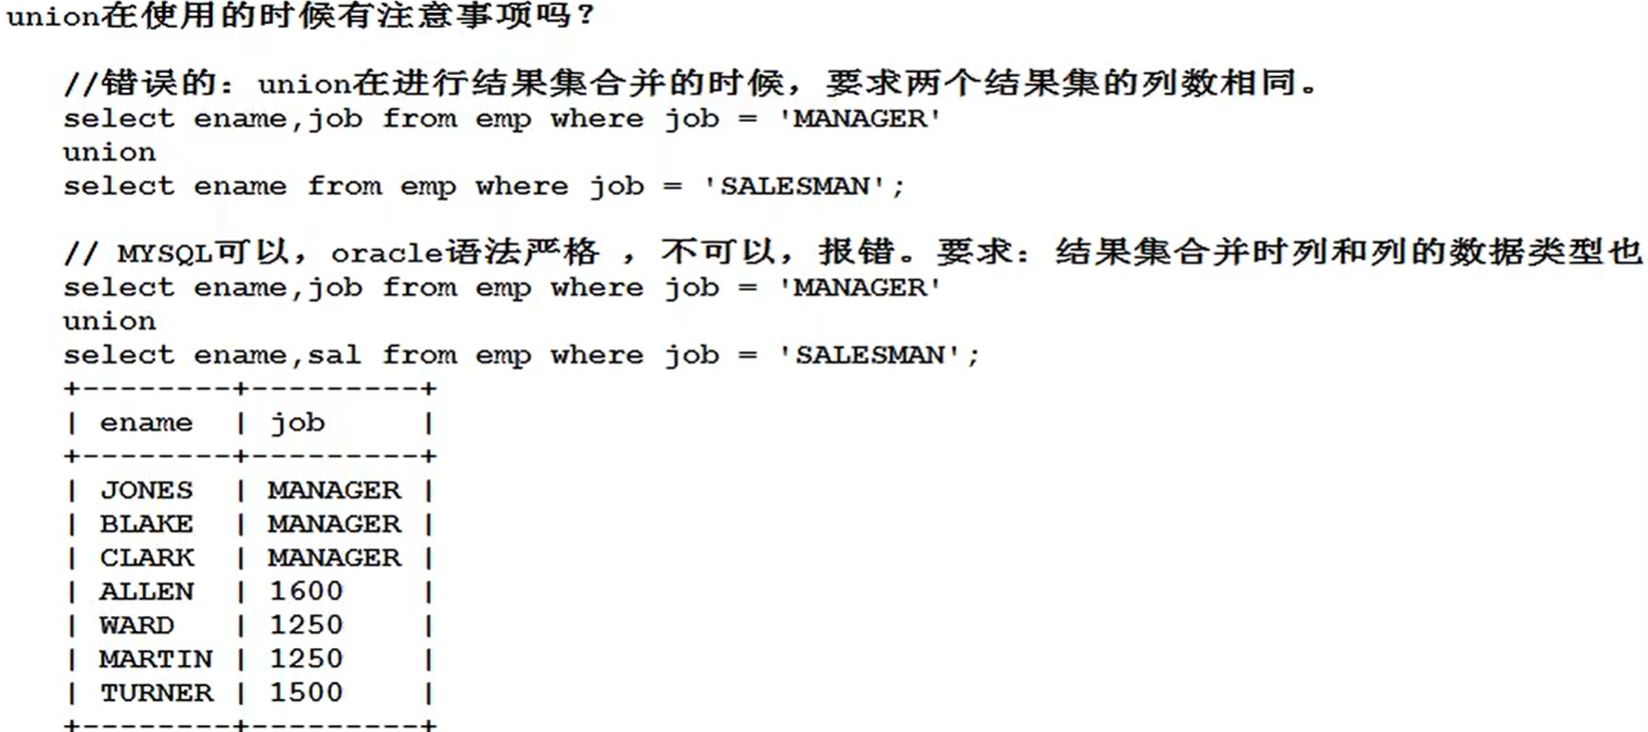 union在使用的时候有注意事项吗?
//错误的: union在进行结果集合并的时候，要求两个结果集的列数相同。
select ename,job from emp where job = 'MANAGER'
union
select ename from emp where job = 'SALESMAN';
// MYSQL可以，oracle语法严格 ，不可以，报错。要求: 结果集合并时列和列的数据类型也
select ename,job from emp where job = 'MANAGER'
union
select ename,sal from emp where job = 'SALESMAN';
+--------+---------+
| ename  | job     |
+--------+---------+
| JONES  | MANAGER |
| BLAKE  | MANAGER |
| CLARK  | MANAGER |
| ALLEN  | 1600    |
| WARD   | 1250    |
| MARTIN | 1250    |
| TURNER | 1500    |
+--------+---------+